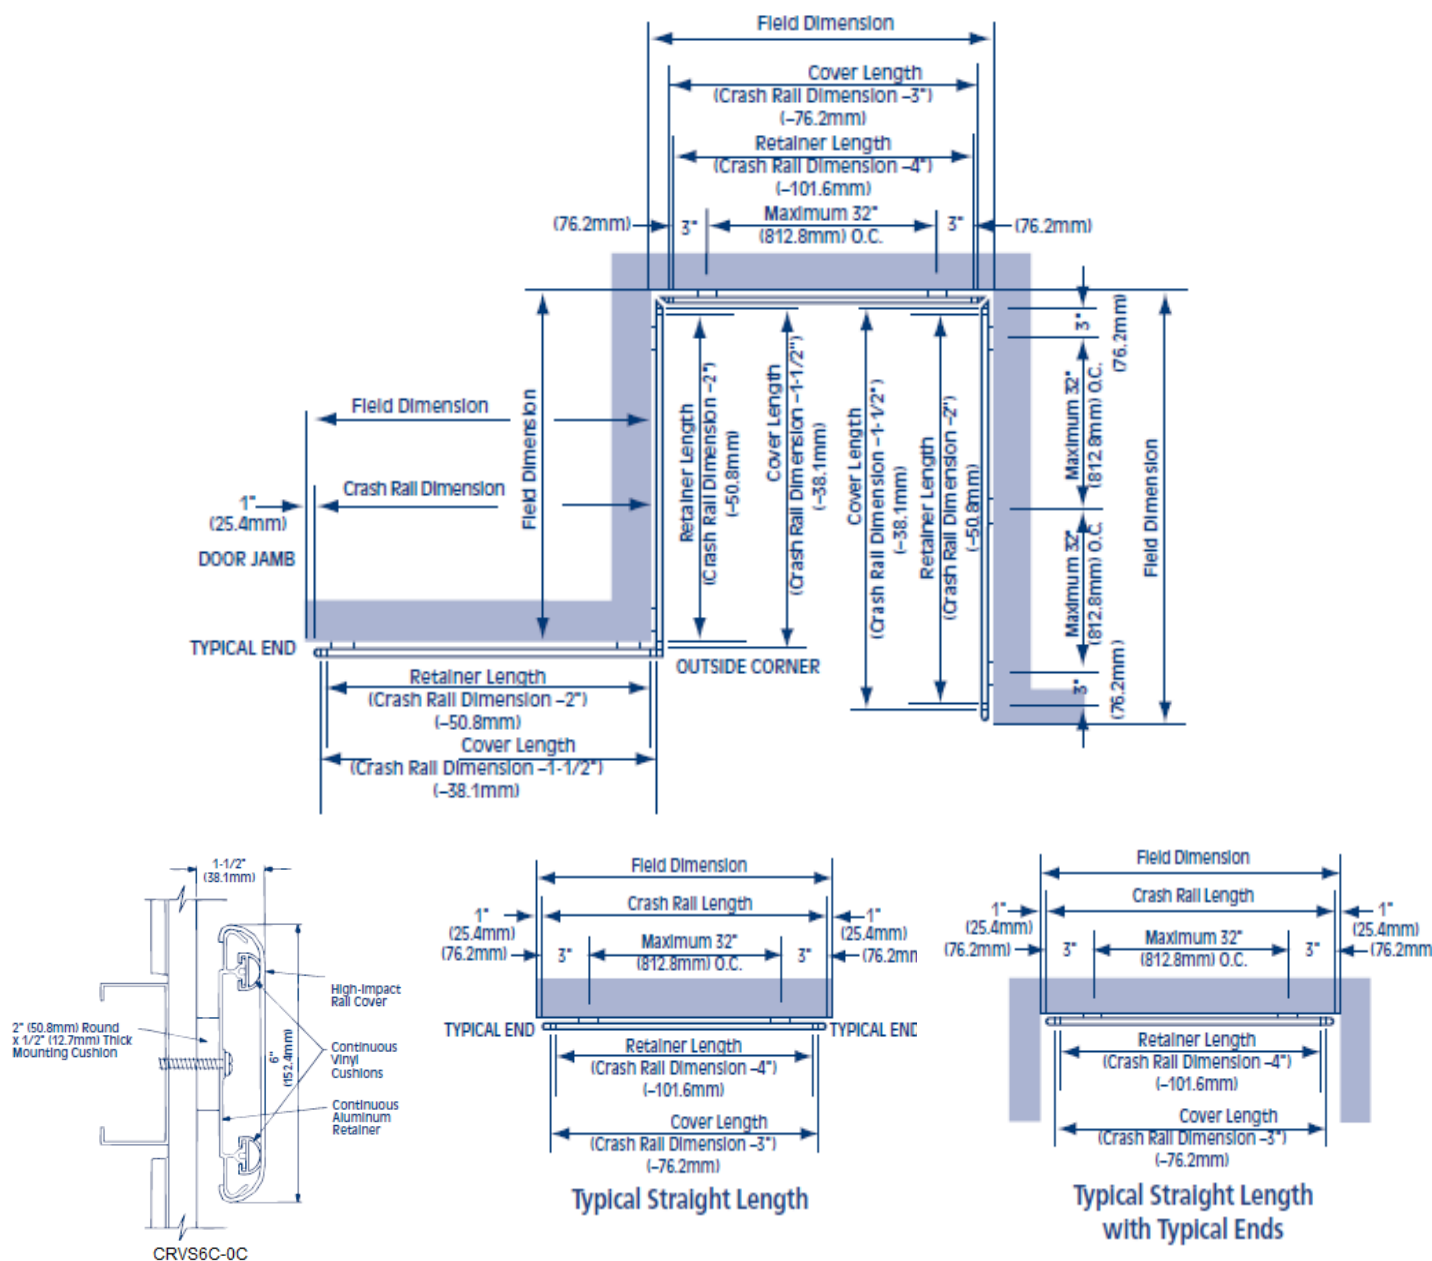 Field Dimension
Cover Length
(Crash Rail Dimension –3")
(–76.2mm)
Retainer Length
(Crash Rail Dimension –4")
(–101.6mm)
(76.2mm)
3"
Maximum 32"
(812.8mm) O.C.
3"
(76.2mm)
Field Dimension
Crash Rail Dimension
1"
(25.4mm)
DOOR JAMB
TYPICAL END
Field Dimension
Retainer Length
(Crash Rail Dimension –2")
(–50.8mm)
Cover Length
(Crash Rail Dimension –1-1/2")
(–38.1mm)
Cover Length
(Crash Rail Dimension –1-1/2")
(–38.1mm)
Retainer Length
(Crash Rail Dimension –2")
(–50.8mm)
3"
(76.2mm)
Maximum 32"
(812.8mm) O.C.
Maximum 32"
(812.8mm) O.C.
3"
(76.2mm)
Field Dimension
OUTSIDE CORNER
Retainer Length
(Crash Rail Dimension –2")
(–50.8mm)
Cover Length
(Crash Rail Dimension –1-1/2")
(–38.1mm)
1-1/2"
(38.1mm)
High-Impact
Rail Cover
2" (50.8mm) Round
x 1/2" (12.7mm) Thick
Mounting Cushion
6"
(152.4mm)
Continuous
Vinyl
Cushions
Continuous
Aluminum
Retainer
CRVS6C-0C
Field Dimension
Crash Rail Length
1"
(25.4mm)
(76.2mm)
3"
Maximum 32"
(812.8mm) O.C.
3"
1"
(25.4mm)
(76.2mm
TYPICAL END
TYPICAL END
Retainer Length
(Crash Rail Dimension –4")
(–101.6mm)
Cover Length
(Crash Rail Dimension –3")
(–76.2mm)
Typical Straight Length
Field Dimension
Crash Rail Length
1"
(25.4mm)
(76.2mm)
3"
Maximum 32"
(812.8mm) O.C.
3"
1"
(25.4mm)
(76.2mm
Retainer Length
(Crash Rail Dimension –4")
(–101.6mm)
Cover Length
(Crash Rail Dimension –3")
(–76.2mm)
Typical Straight Length
with Typical Ends